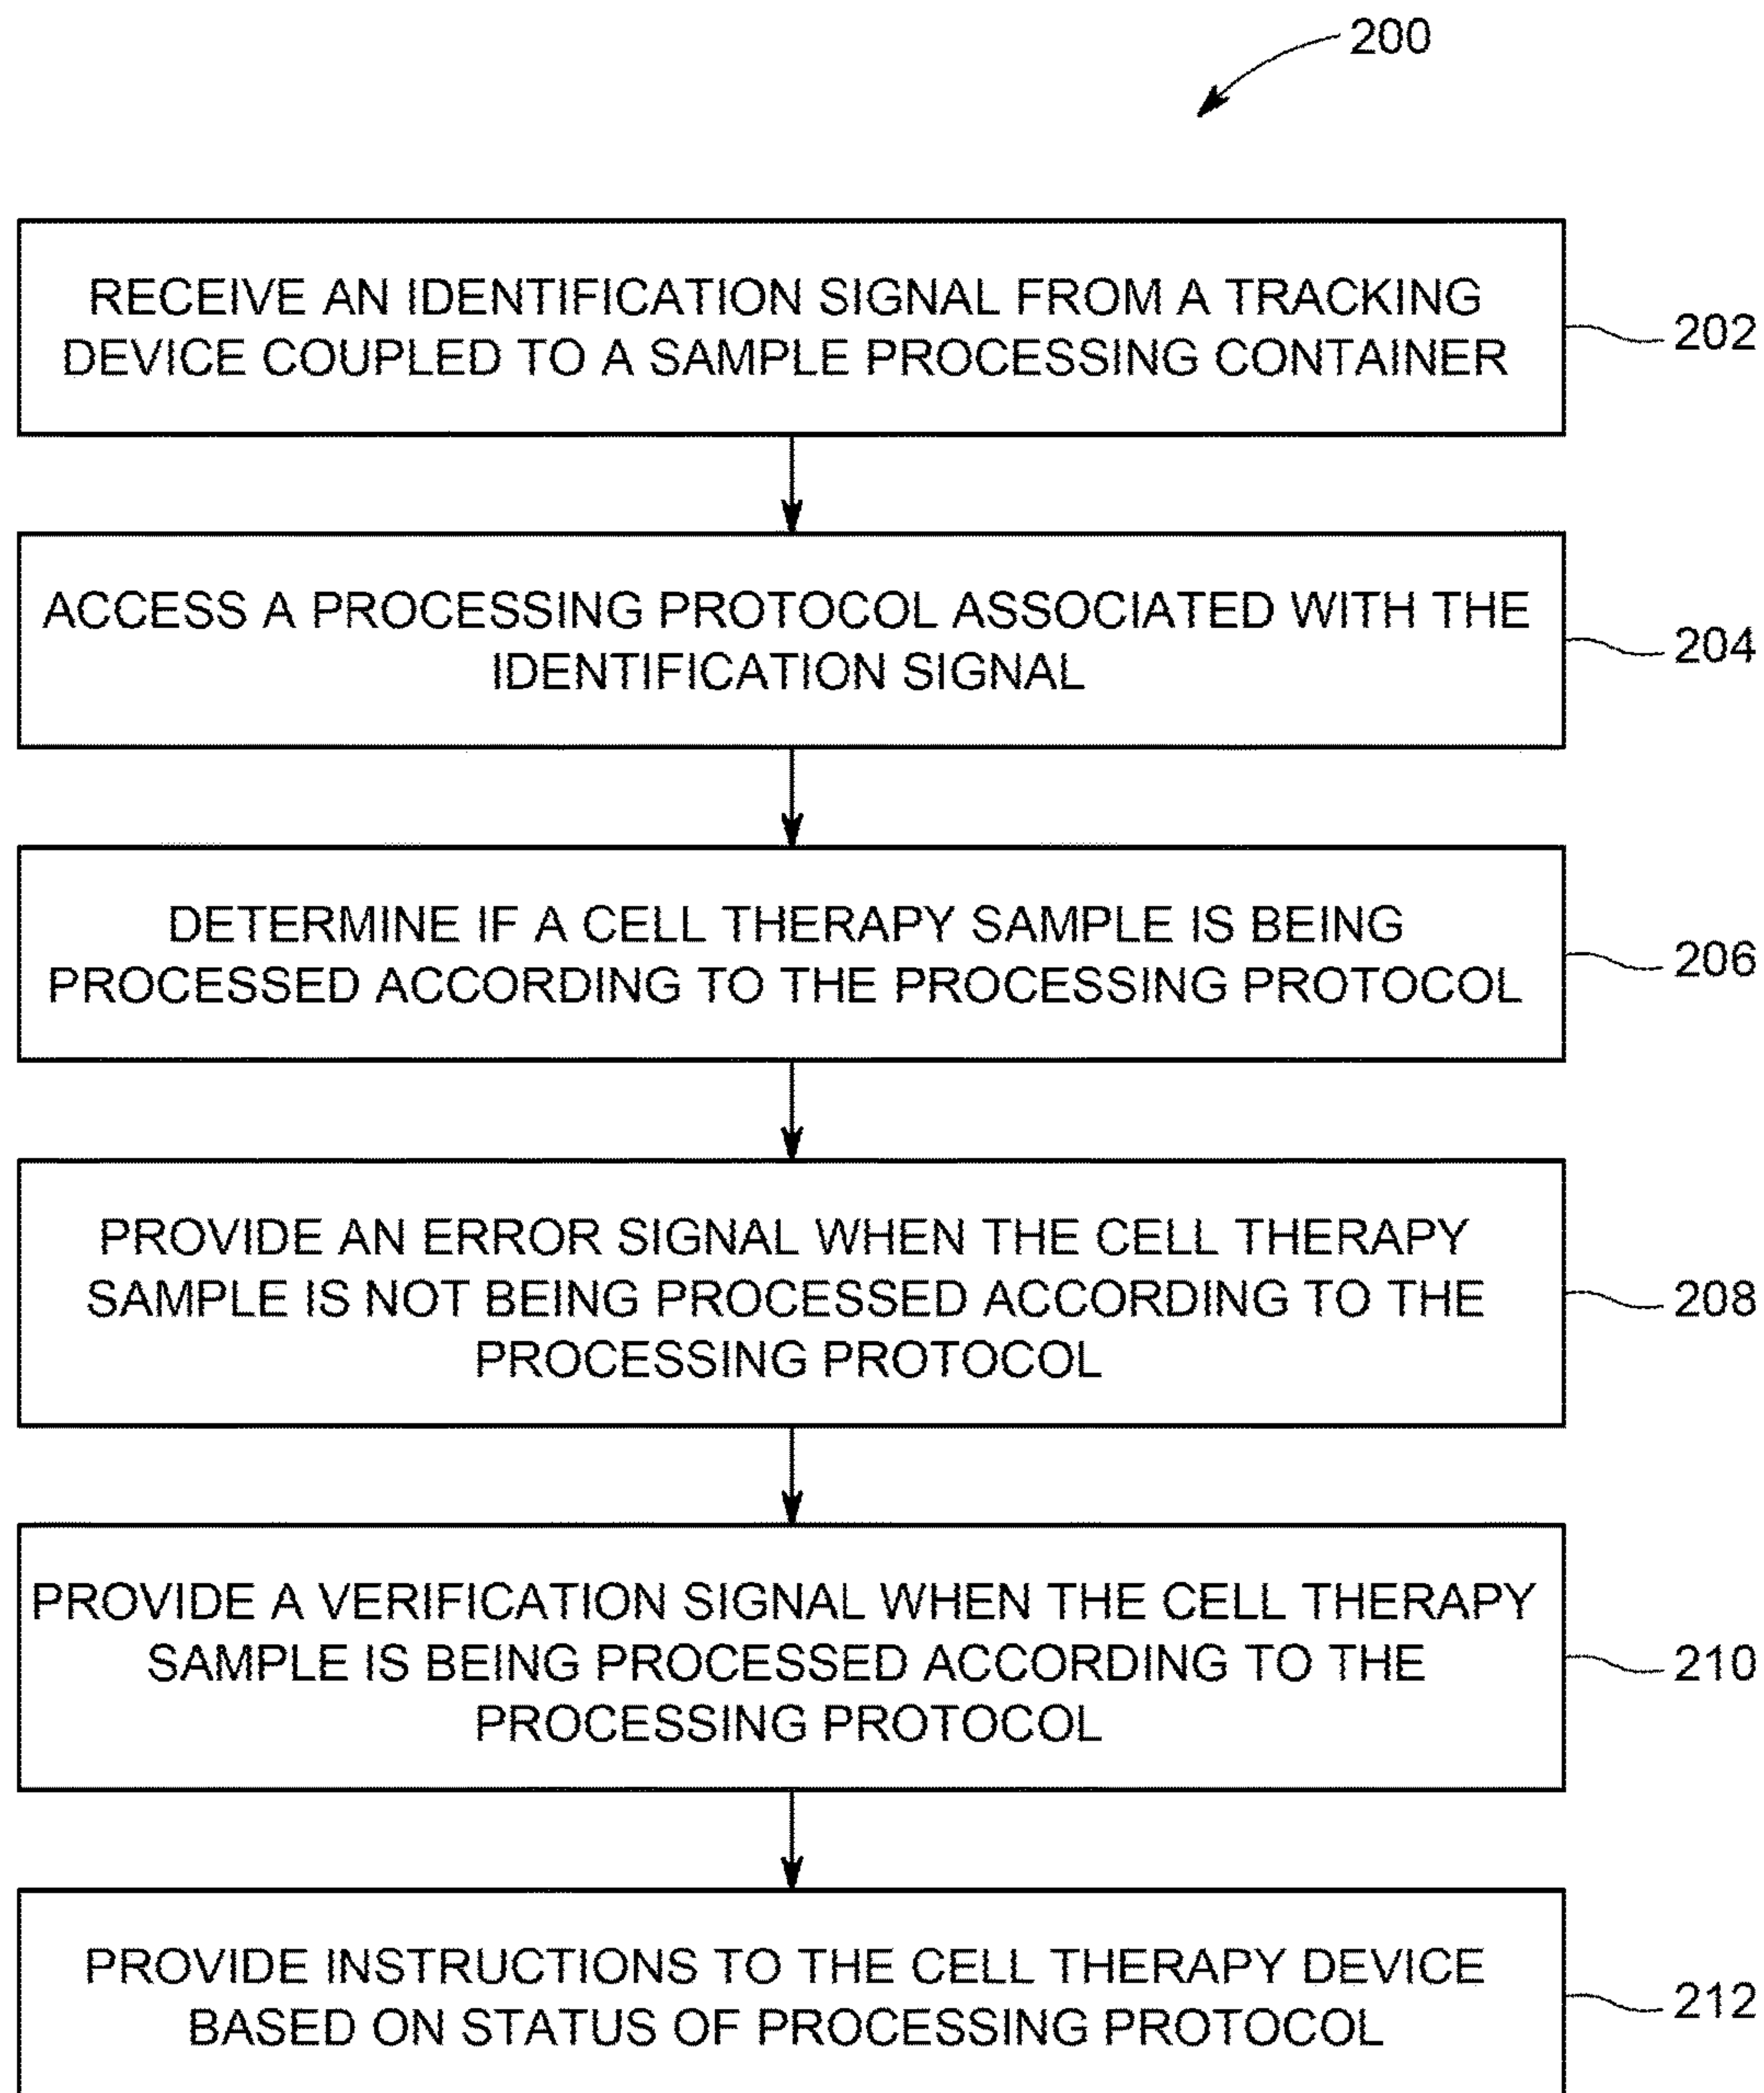 200
RECEIVE AN IDENTIFICATION SIGNAL FROM A TRACKING
DEVICE COUPLED TO A SAMPLE PROCESSING CONTAINER
202
ACCESS A PROCESSING PROTOCOL ASSOCIATED WITH THE
IDENTIFICATION SIGNAL
204
DETERMINE IF A CELL THERAPY SAMPLE IS BEING
PROCESSED ACCORDING TO THE PROCESSING PROTOCOL
206
PROVIDE AN ERROR SIGNAL WHEN THE CELL THERAPY
SAMPLE IS NOT BEING PROCESSED ACCORDING TO THE
PROCESSING PROTOCOL
208
PROVIDE A VERIFICATION SIGNAL WHEN THE CELL THERAPY
SAMPLE IS BEING PROCESSED ACCORDING TO THE
PROCESSING PROTOCOL
210
PROVIDE INSTRUCTIONS TO THE CELL THERAPY DEVICE
BASED ON STATUS OF PROCESSING PROTOCOL
212